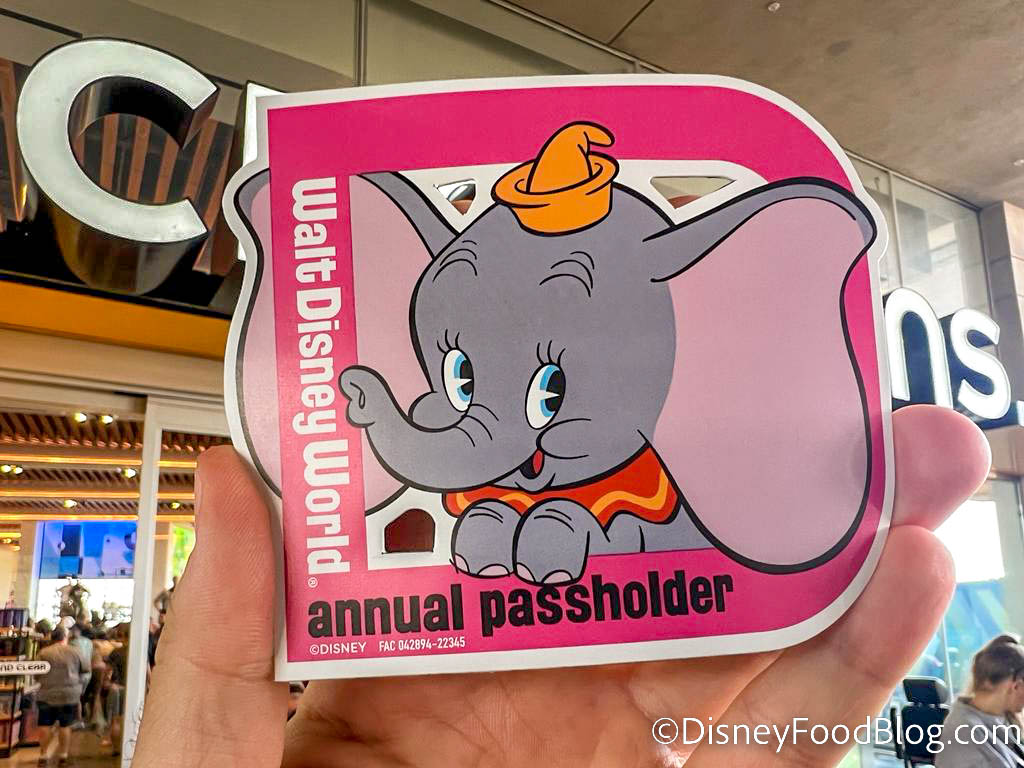 C
ns
Walt Disney World®
annual passholder
©DISNEY FAC 042894-22345
©DisneyFoodBlog.com